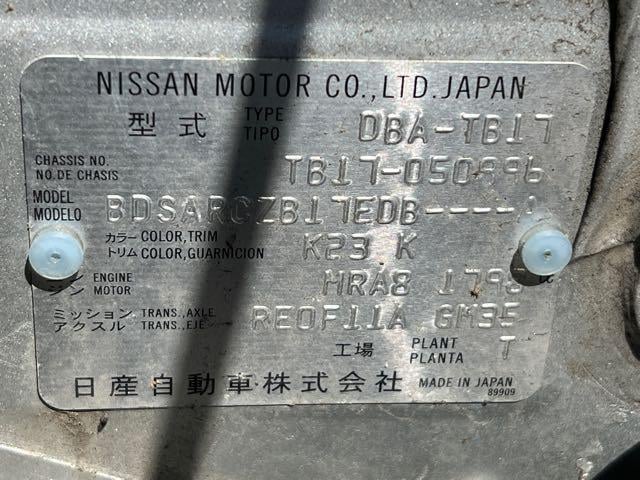 NISSAN MOTOR CO.,LTD.JAPAN
型式 TYPE TIPO DBA-TB17
CHASSIS NO. NO.DE CHASIS TB17-050996
MODEL MODELO BDSARCZB17EDB----
カラー COLOR,TRIM トリム COLOR,GUARNICION K23 K
ENGINE MOTOR MRA8
ミッション TRANS.,AXLE アクスル TRANS.,EJE REOF11A GM35
工場 PLANT PLANTA T
日産自動車株式会社 MADE IN JAPAN
89909